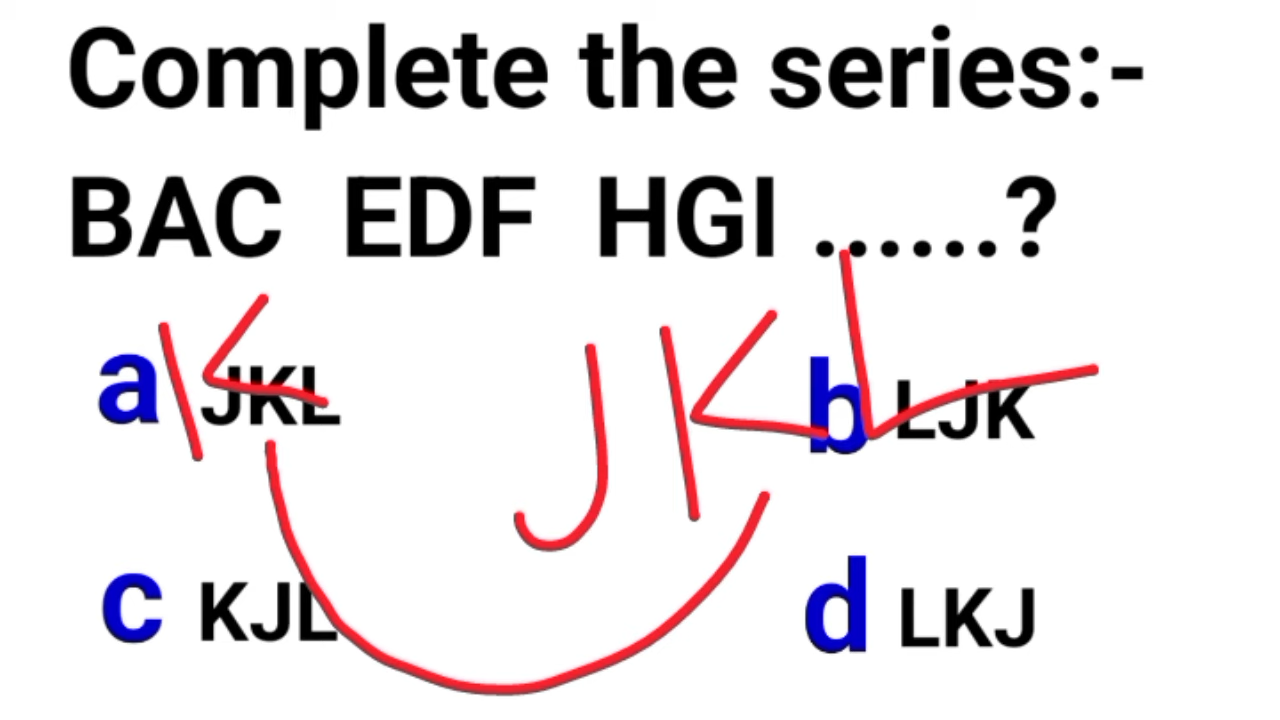 Complete the series:-
BAC EDF HGI ......?
a JKL b LJK
K J K L
c KJL d LKJ